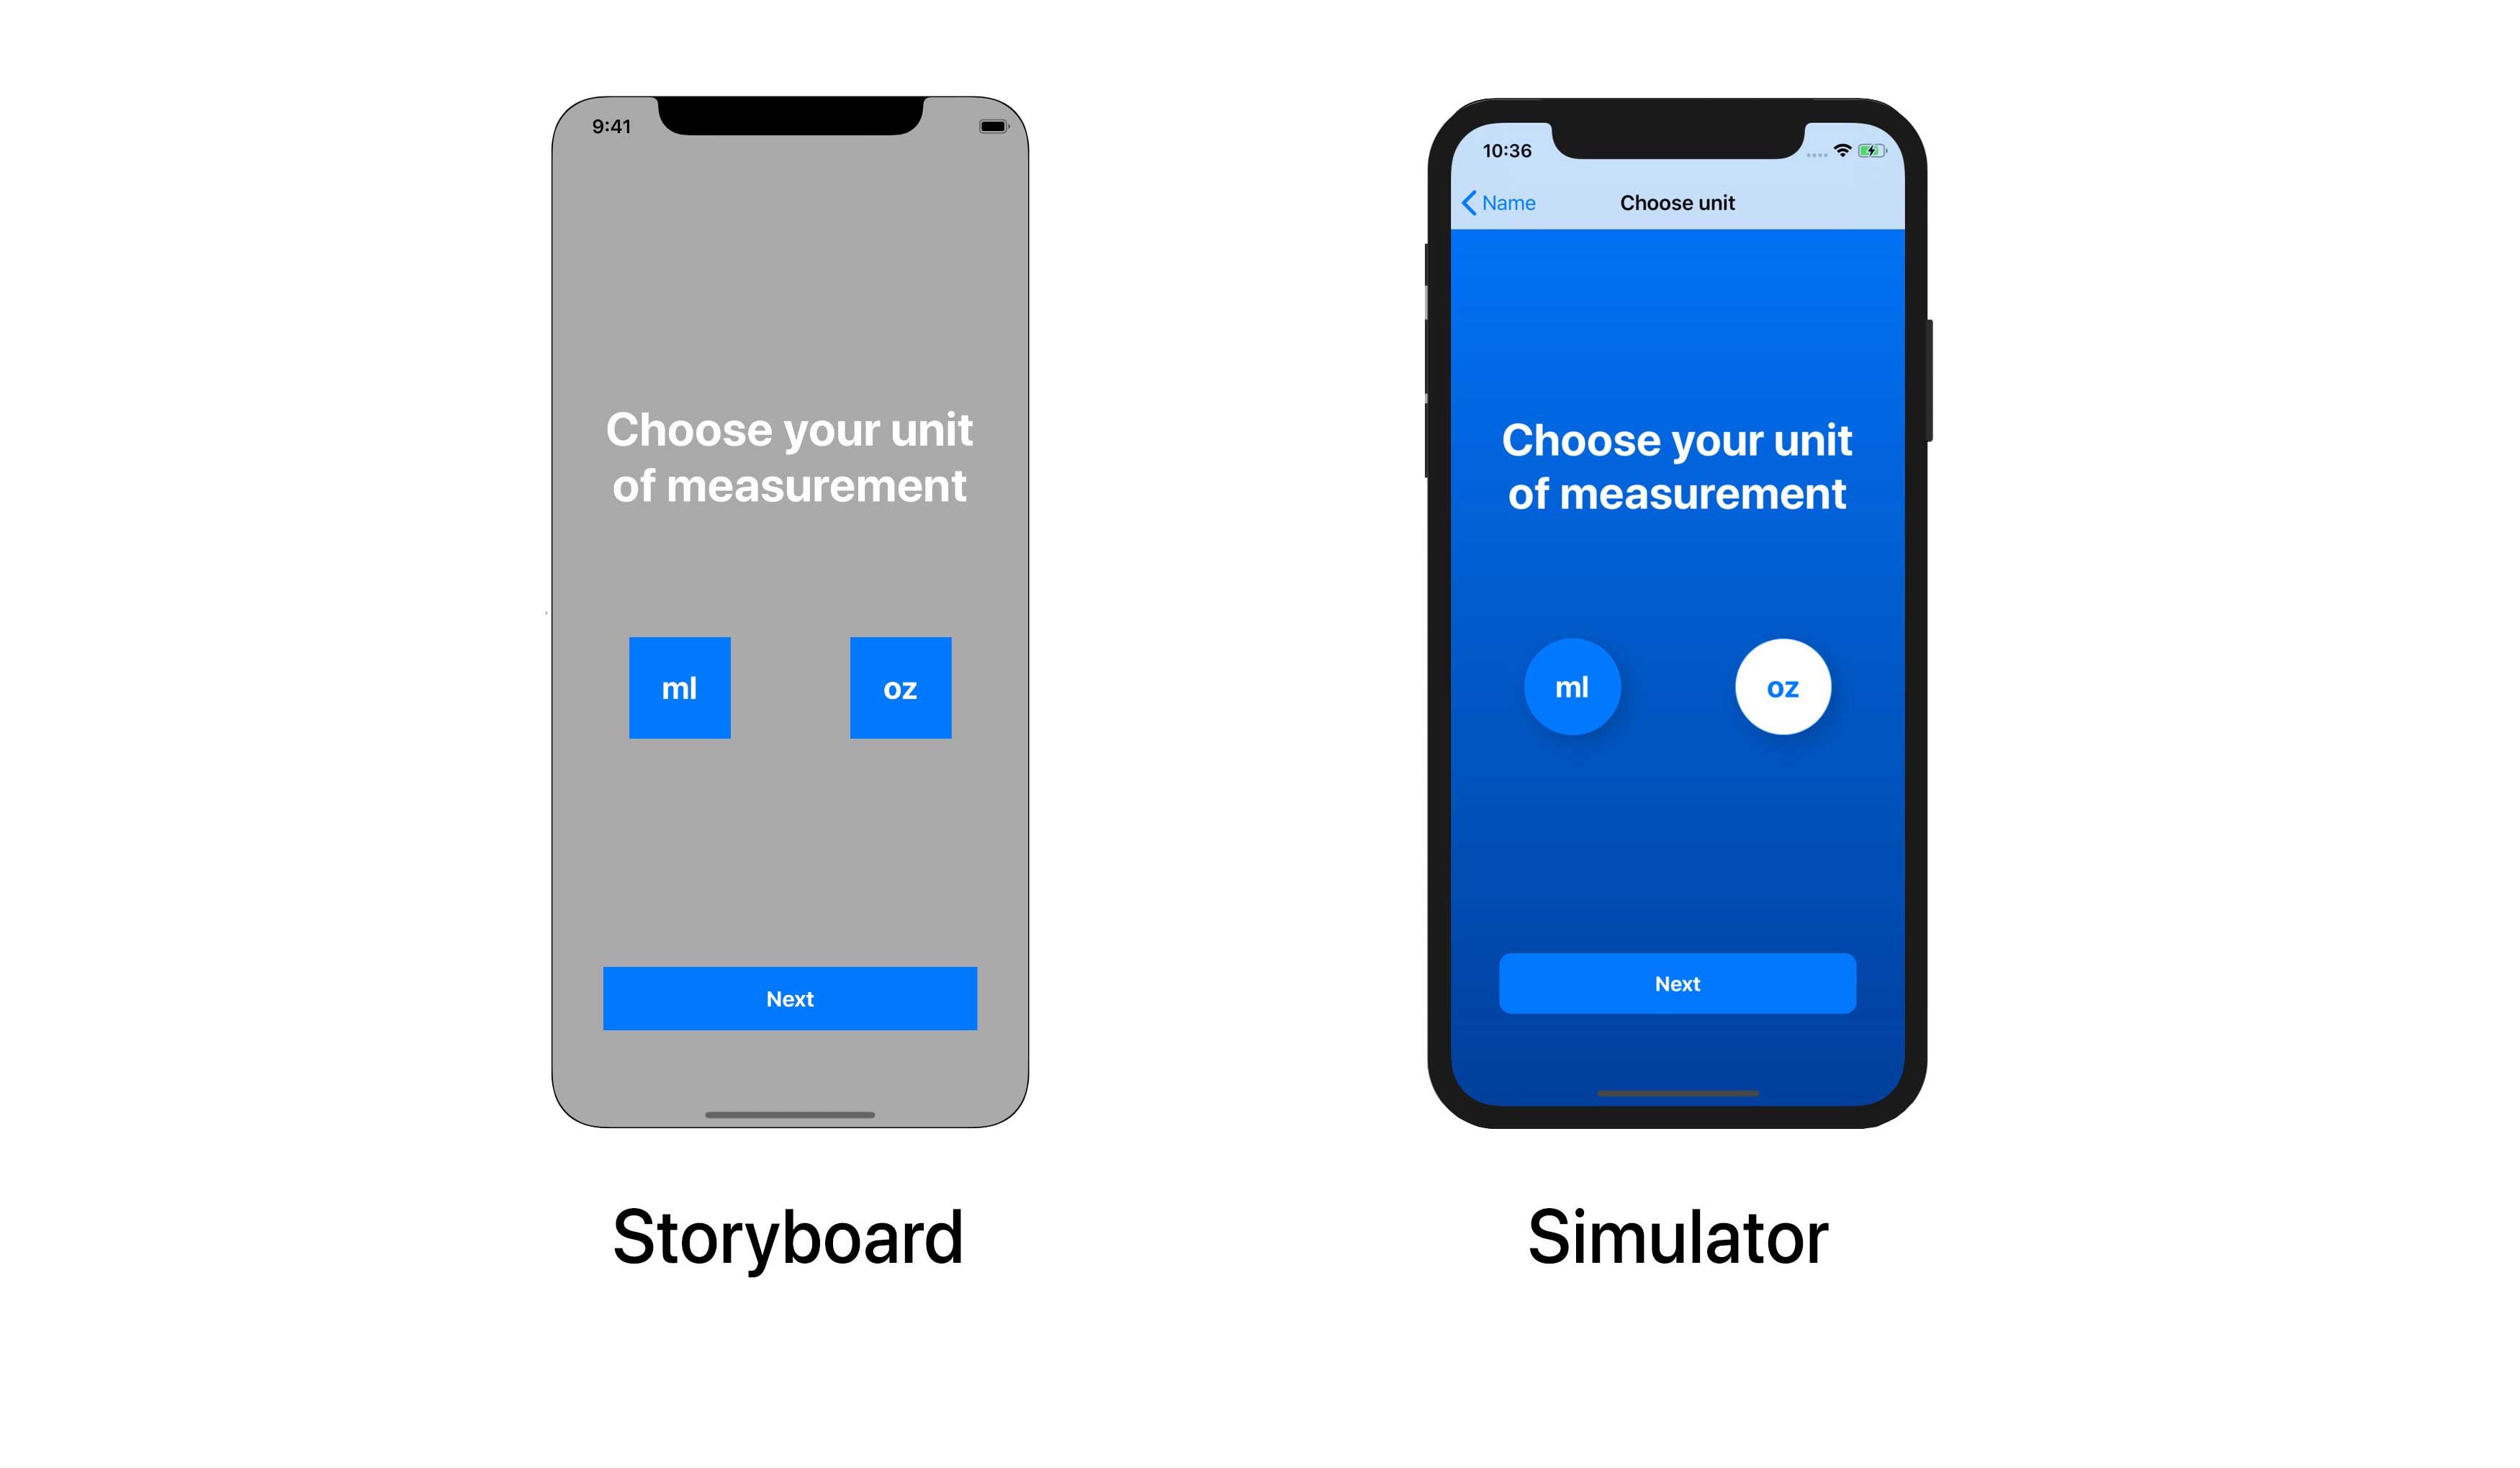 9:41
Choose your unit
of measurement
ml oz
Next
Storyboard
10:36
Name Choose unit
Choose your unit
of measurement
ml oz
Next
Simulator